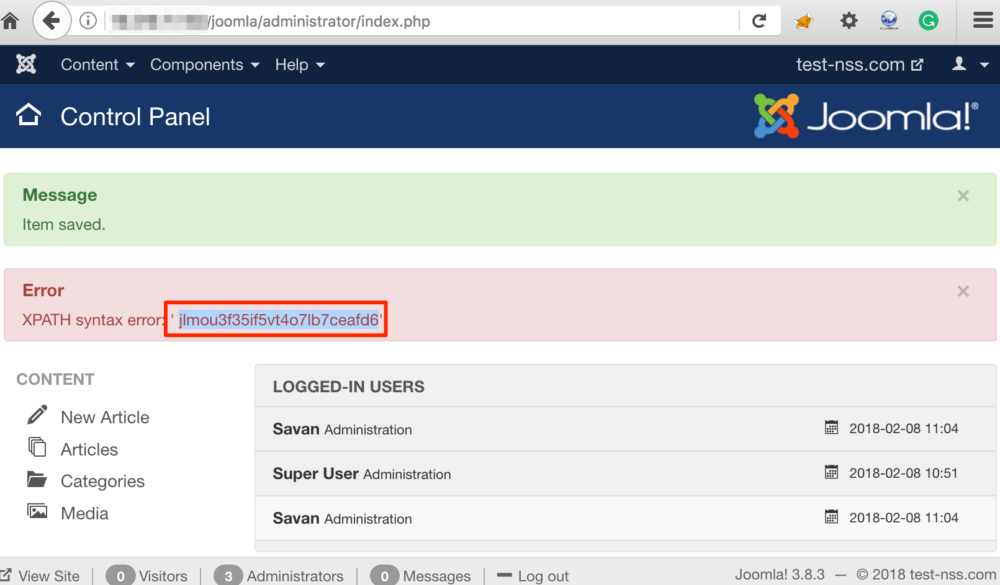 /joomla/administrator/index.php
Content Components Help test-nss.com
Control Panel Joomla!®
Message
Item saved.
Error
XPATH syntax error: ' jlmou3f35if5vt4o7lb7ceafd6'
CONTENT
New Article
Articles
Categories
Media
LOGGED-IN USERS
Savan Administration 2018-02-08 11:04
Super User Administration 2018-02-08 10:51
Savan Administration 2018-02-08 11:04
View Site 0 Visitors 3 Administrators 0 Messages Log out Joomla! 3.8.3 — © 2018 test-nss.com